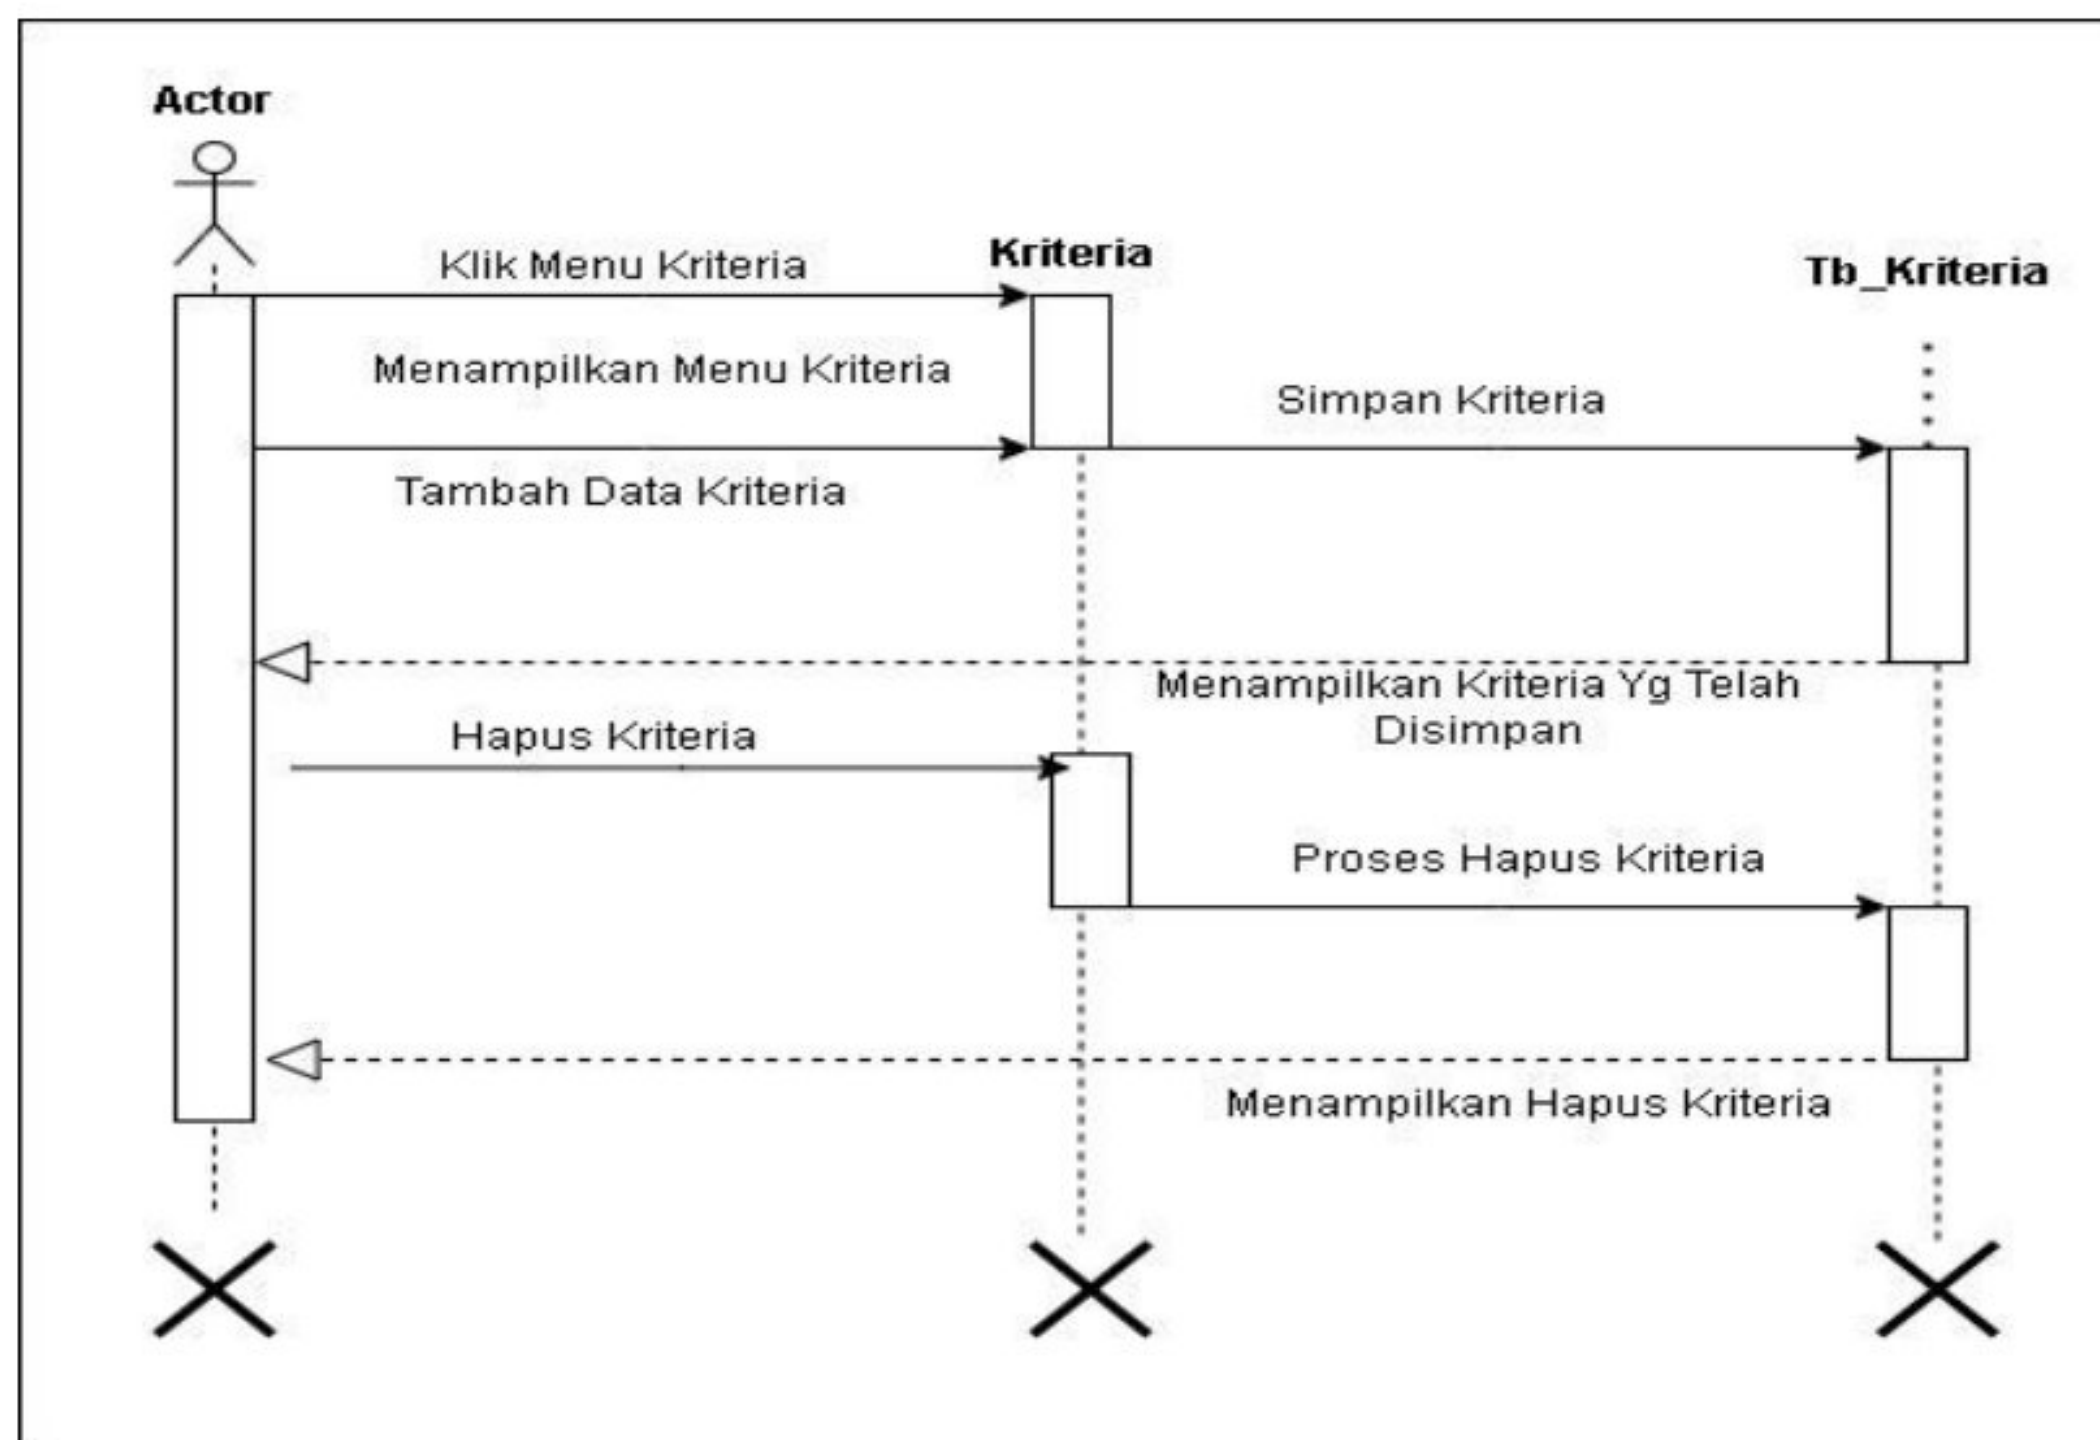 Actor
Klik Menu Kriteria
Kriteria
Tb_Kriteria
Menampilkan Menu Kriteria
Simpan Kriteria
Tambah Data Kriteria
Menampilkan Kriteria Yg Telah
Disimpan
Hapus Kriteria
Proses Hapus Kriteria
Menampilkan Hapus Kriteria